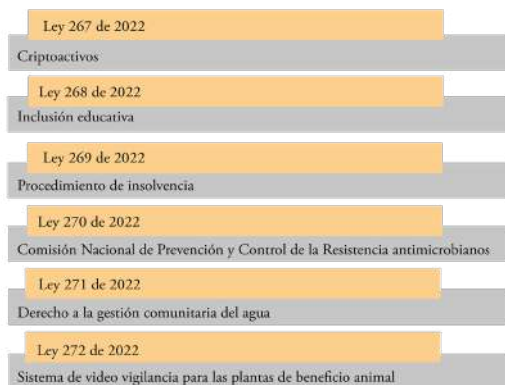 Ley 267 de 2022
Criptoactivos
Ley 268 de 2022
Inclusión educativa
Ley 269 de 2022
Procedimiento de insolvencia
Ley 270 de 2022
Comisión Nacional de Prevención y Control de la Resistencia antimicrobianos
Ley 271 de 2022
Derecho a la gestión comunitaria del agua
Ley 272 de 2022
Sistema de video vigilancia para las plantas de beneficio animal